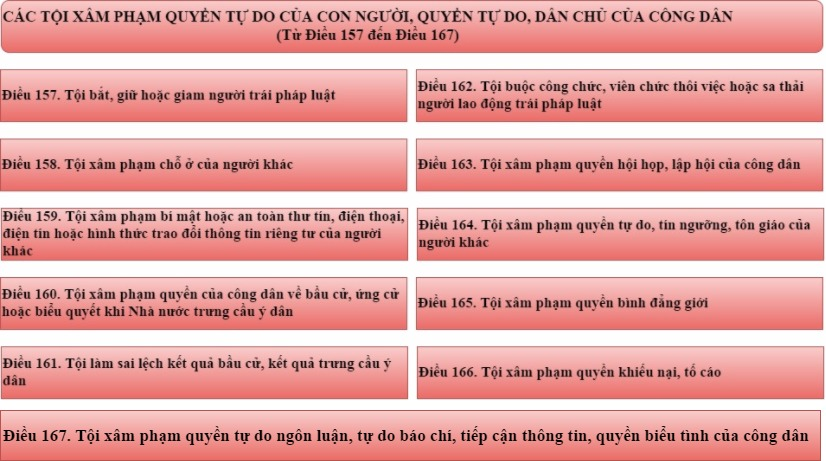 CÁC TỘI XÂM PHẠM QUYỀN TỰ DO CỦA CON NGƯỜI, QUYỀN TỰ DO, DÂN CHỦ CỦA CÔNG DÂN
(Từ Điều 157 đến Điều 167)
Điều 157. Tội bắt, giữ hoặc giam người trái pháp luật
Điều 162. Tội buộc công chức, viên chức thôi việc hoặc sa thải
người lao động trái pháp luật
Điều 158. Tội xâm phạm chỗ ở của người khác
Điều 163. Tội xâm phạm quyền hội họp, lập hội của công dân
Điều 159. Tội xâm phạm bí mật hoặc an toàn thư tín, điện thoại,
điện tín hoặc hình thức trao đổi thông tin riêng tư của người
khác
Điều 164. Tội xâm phạm quyền tự do, tín ngưỡng, tôn giáo của
người khác
Điều 160. Tội xâm phạm quyền của công dân về bầu cử, ứng cử
hoặc biểu quyết khi Nhà nước trưng cầu ý dân
Điều 165. Tội xâm phạm quyền bình đẳng giới
Điều 161. Tội làm sai lệch kết quả bầu cử, kết quả trưng cầu ý
dân
Điều 166. Tội xâm phạm quyền khiếu nại, tố cáo
Điều 167. Tội xâm phạm quyền tự do ngôn luận, tự do báo chí, tiếp cận thông tin, quyền biểu tình của công dân